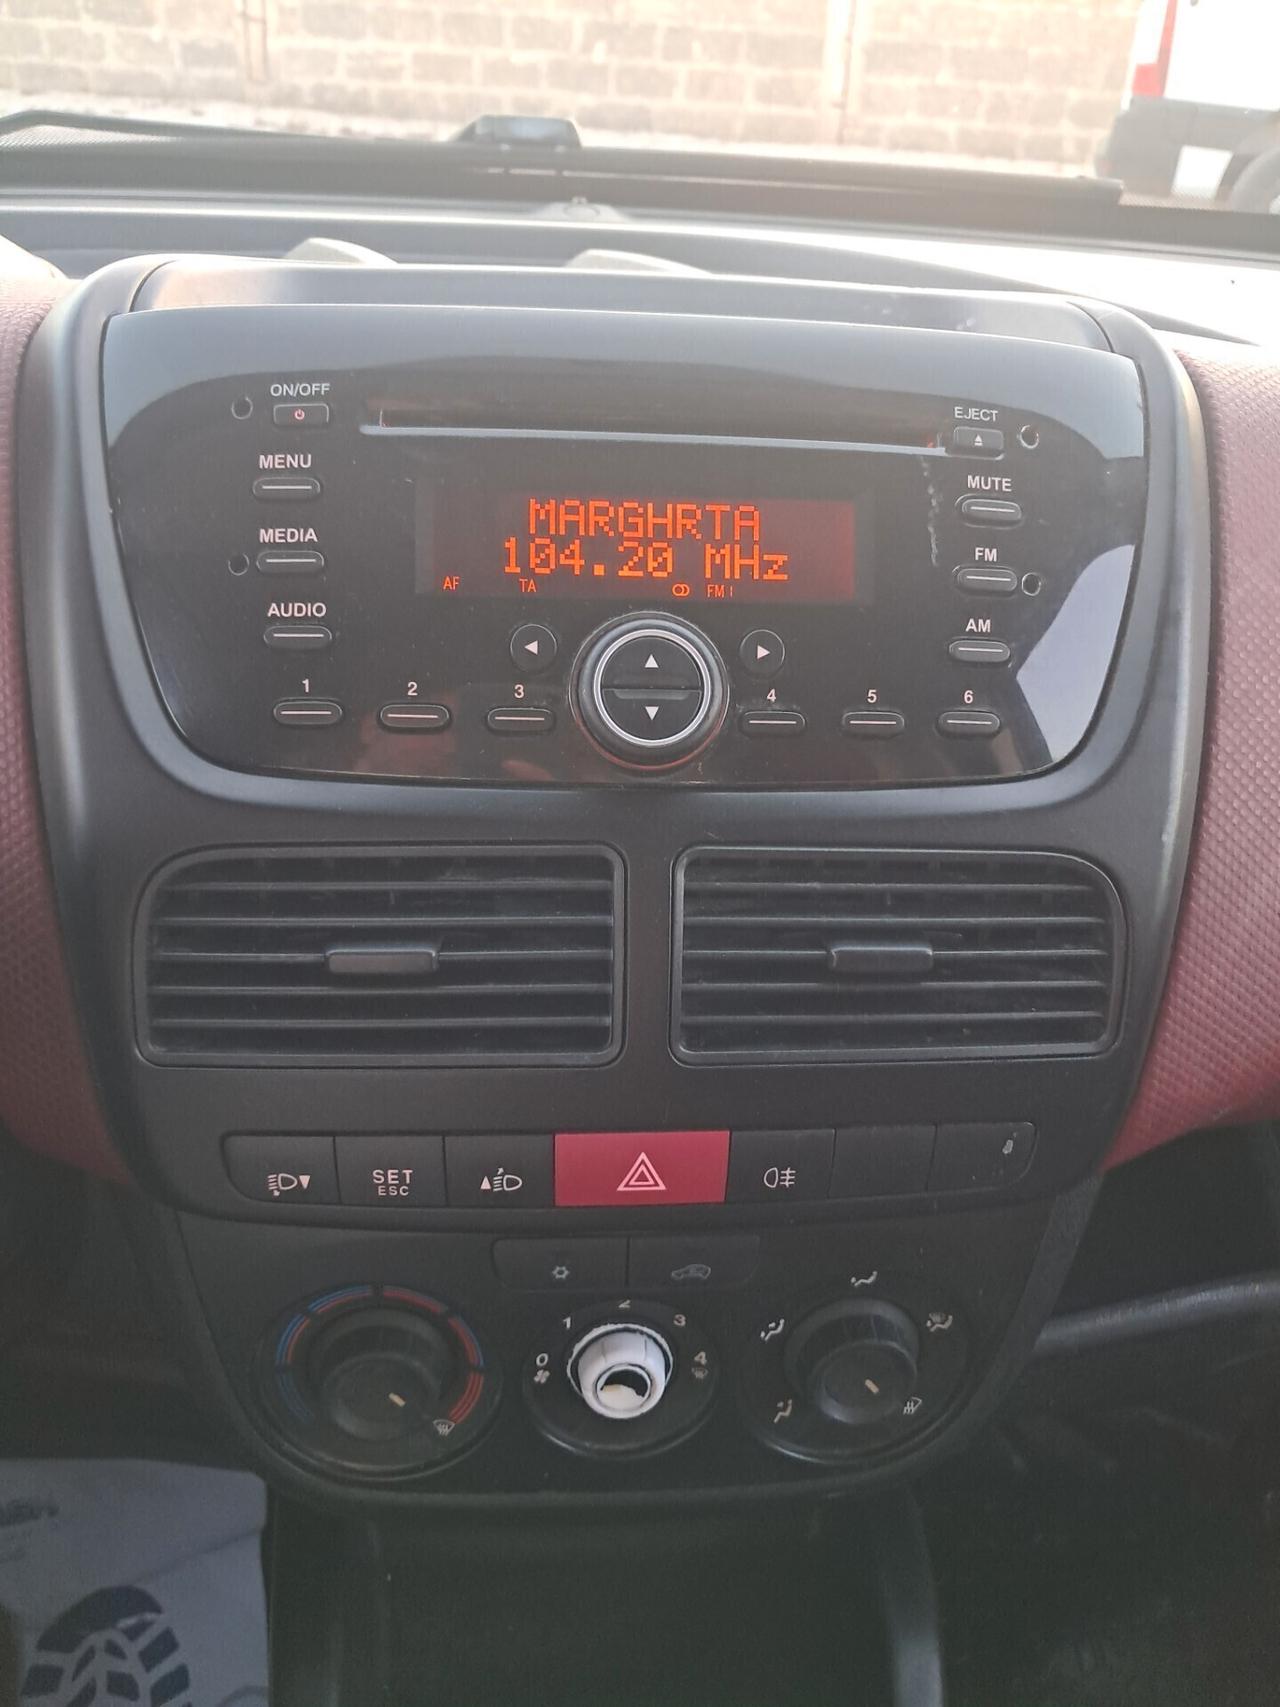 ON/OFF
EJECT
MENU
MUTE
MARGHRTA
104.20 MHz
AF TA FM I
MEDIA
FM
AUDIO
AM
1 2 3 4 5 6
SET
ESC
0 1 2 3 4